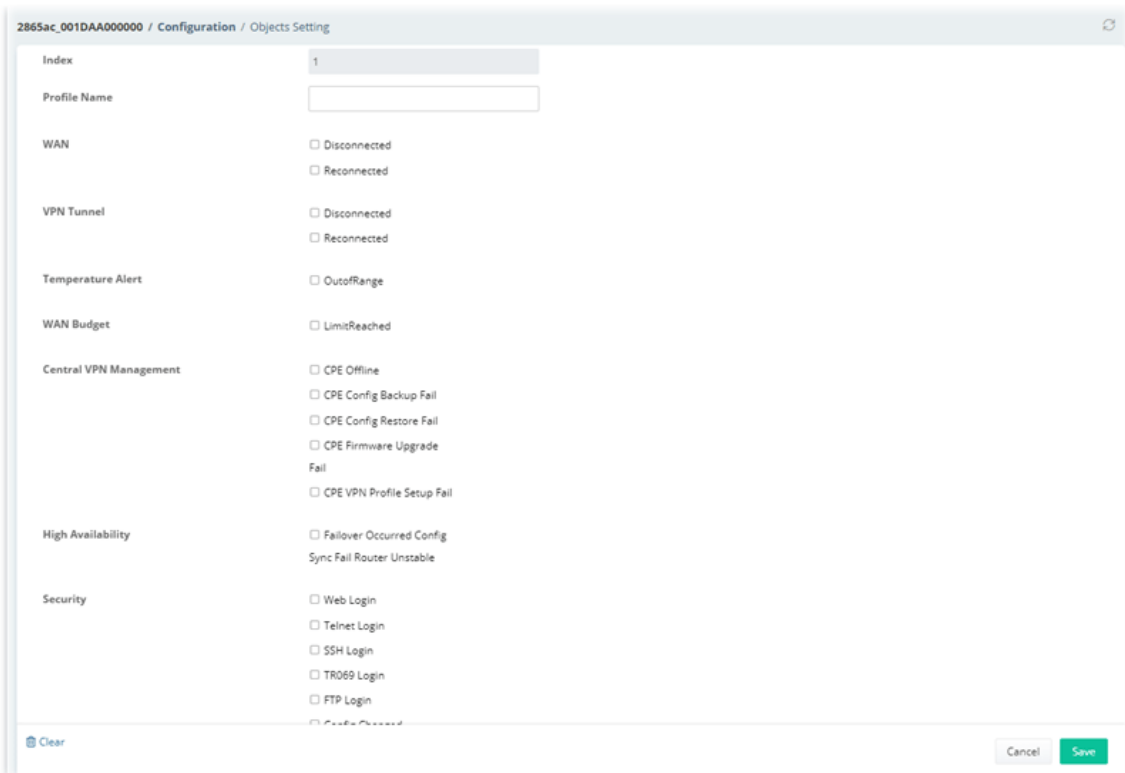 2865ac_001DAA000000 / Configuration / Objects Setting
Index 1
Profile Name
WAN Disconnected
Reconnected
VPN Tunnel Disconnected
Reconnected
Temperature Alert OutofRange
WAN Budget LimitReached
Central VPN Management CPE Offline
CPE Config Backup Fail
CPE Config Restore Fail
CPE Firmware Upgrade
Fail
CPE VPN Profile Setup Fail
High Availability Failover Occurred Config
Sync Fail Router Unstable
Security Web Login
Telnet Login
SSH Login
TR069 Login
FTP Login
Config Changed
Clear Cancel Save